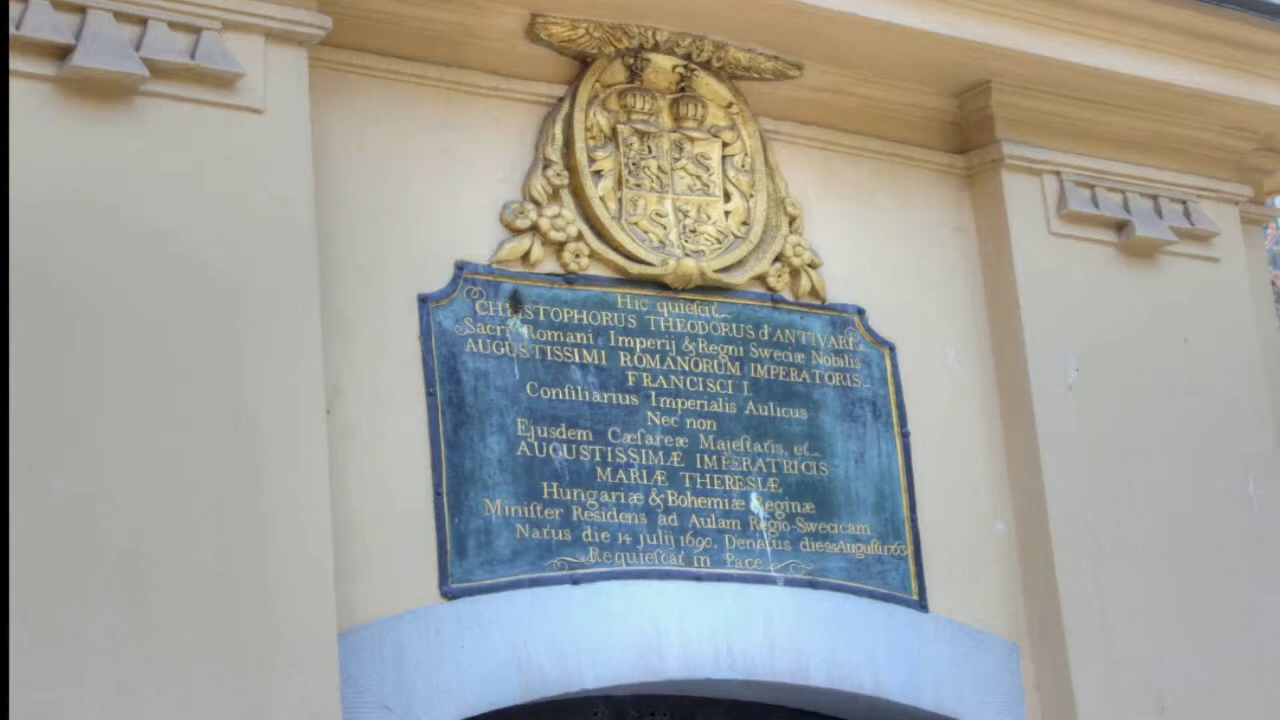 Hic quieſcit
CHRISTOPHORUS THEODORUS d'ANTIVARI
Sacri Romani Imperij & Regni Sweciæ Nobilis
AUGUSTISSIMI ROMANORUM IMPERATORIS
FRANCISCI I.
Conſiliarius Imperialis Aulicus
Nec non
Ejusdem Cæſareæ Majeſtatis, et
AUGUSTISSIMÆ IMPERATRICIS
MARIÆ THERESIÆ
Hungariæ & Bohemiæ Reginæ
Miniſter Residens ad Aulam Regio-Swecicam
Natus die 14 julij 1690. Denatus die Auguſti 1763
Requieſcat in Pace